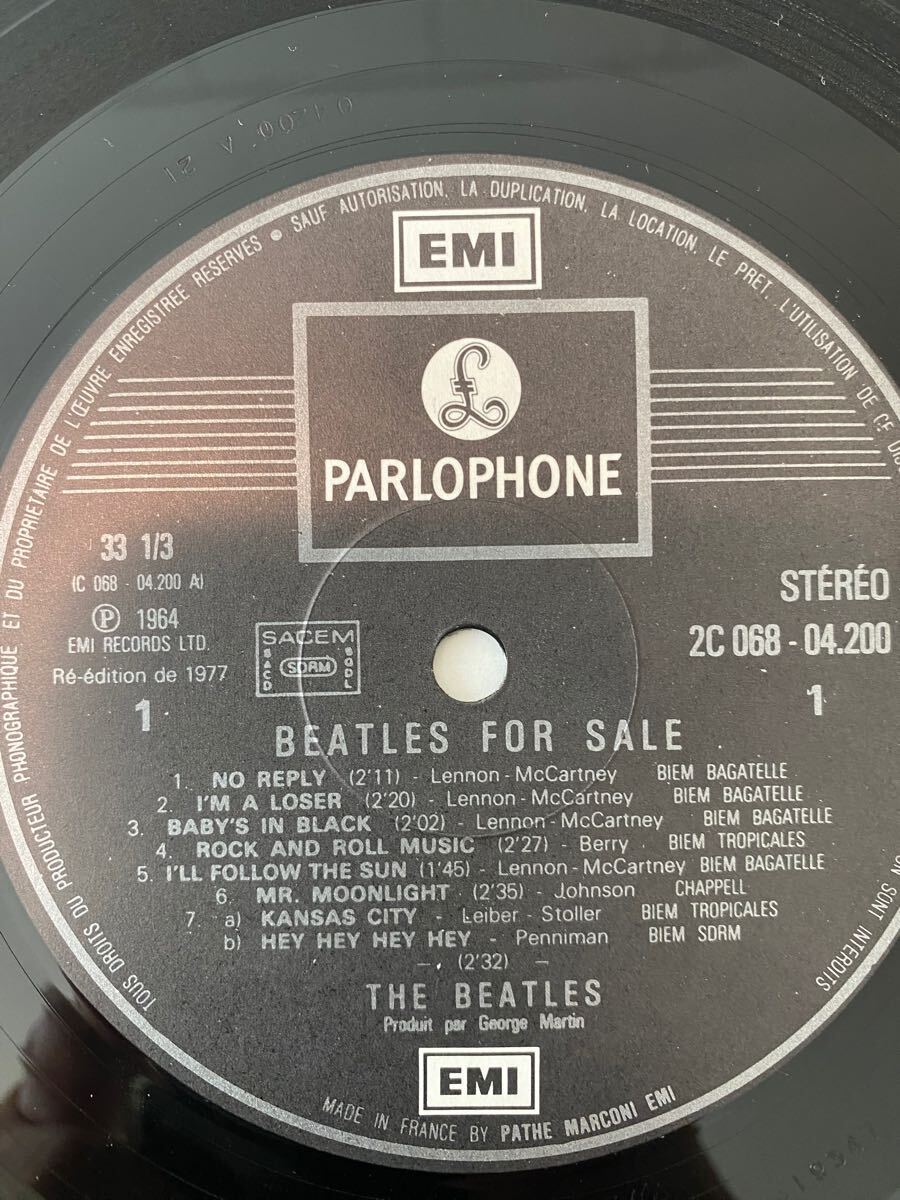 04200 A 21
TOUS DROITS DU PRODUCTEUR PHONOGRAPHIQUE ET DU PROPRIETAIRE DE L'ŒUVRE ENREGISTREE RESERVES • SAUF AUTORISATION, LA DUPLICATION, LA LOCATION, LE PRET, L'UTILISATION DE CE
ON SONT INTERDITS
EMI
£
PARLOPHONE
33 1/3
(C 068 - 04.200 A)
Ⓟ 1964
EMI RECORDS LTD.
Ré-édition de 1977
1
SACEM
SACD
SDRM
SGDL
STÉRÉO
2C 068 - 04.200
1
BEATLES FOR SALE
1. NO REPLY (2'11) - Lennon - McCartney BIEM BAGATELLE
2. I'M A LOSER (2'20) - Lennon - McCartney BIEM BAGATELLE
3. BABY'S IN BLACK (2'02) - Lennon - McCartney BIEM BAGATELLE
4. ROCK AND ROLL MUSIC (2'27) - Berry BIEM TROPICALES
5. I'LL FOLLOW THE SUN (1'45) - Lennon - McCartney BIEM BAGATELLE
6. MR. MOONLIGHT (2'35) - Johnson CHAPPELL
7. a) KANSAS CITY - Leiber - Stoller BIEM TROPICALES
b) HEY HEY HEY HEY - Penniman BIEM SDRM
- (2'32) -
THE BEATLES
Produit par George Martin
EMI
MADE IN FRANCE BY PATHE MARCONI EMI